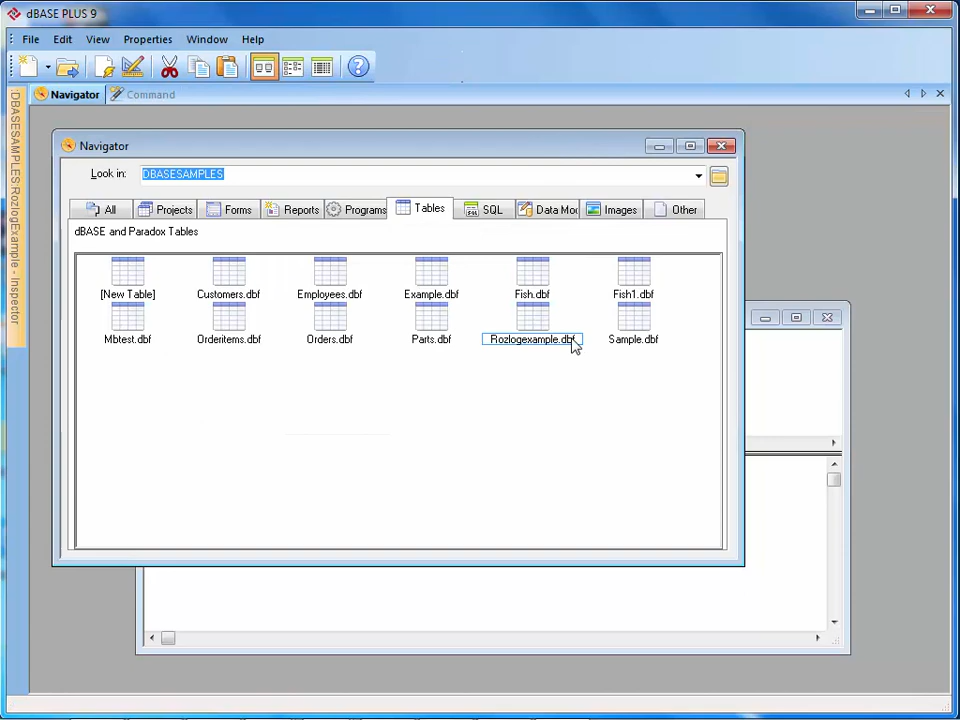 dBASE PLUS 9
File Edit View Properties Window Help
Navigator Command
DBASESAMPLES:RozlogExample - Inspector
Navigator
Look in: DBASESAMPLES
All Projects Forms Reports Programs Tables SQL Data Moc Images Other
dBASE and Paradox Tables
[New Table] Customers.dbf Employees.dbf Example.dbf Fish.dbf Fish1.dbf
Mbtest.dbf Orderitems.dbf Orders.dbf Parts.dbf Rozlogexample.dbf Sample.dbf